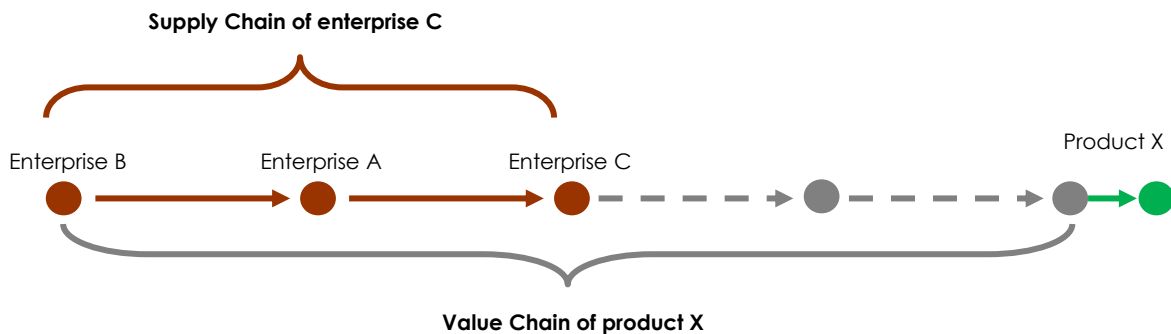 Supply Chain of enterprise C
Product X
Enterprise B
Enterprise A
Enterprise C
Value Chain of product X